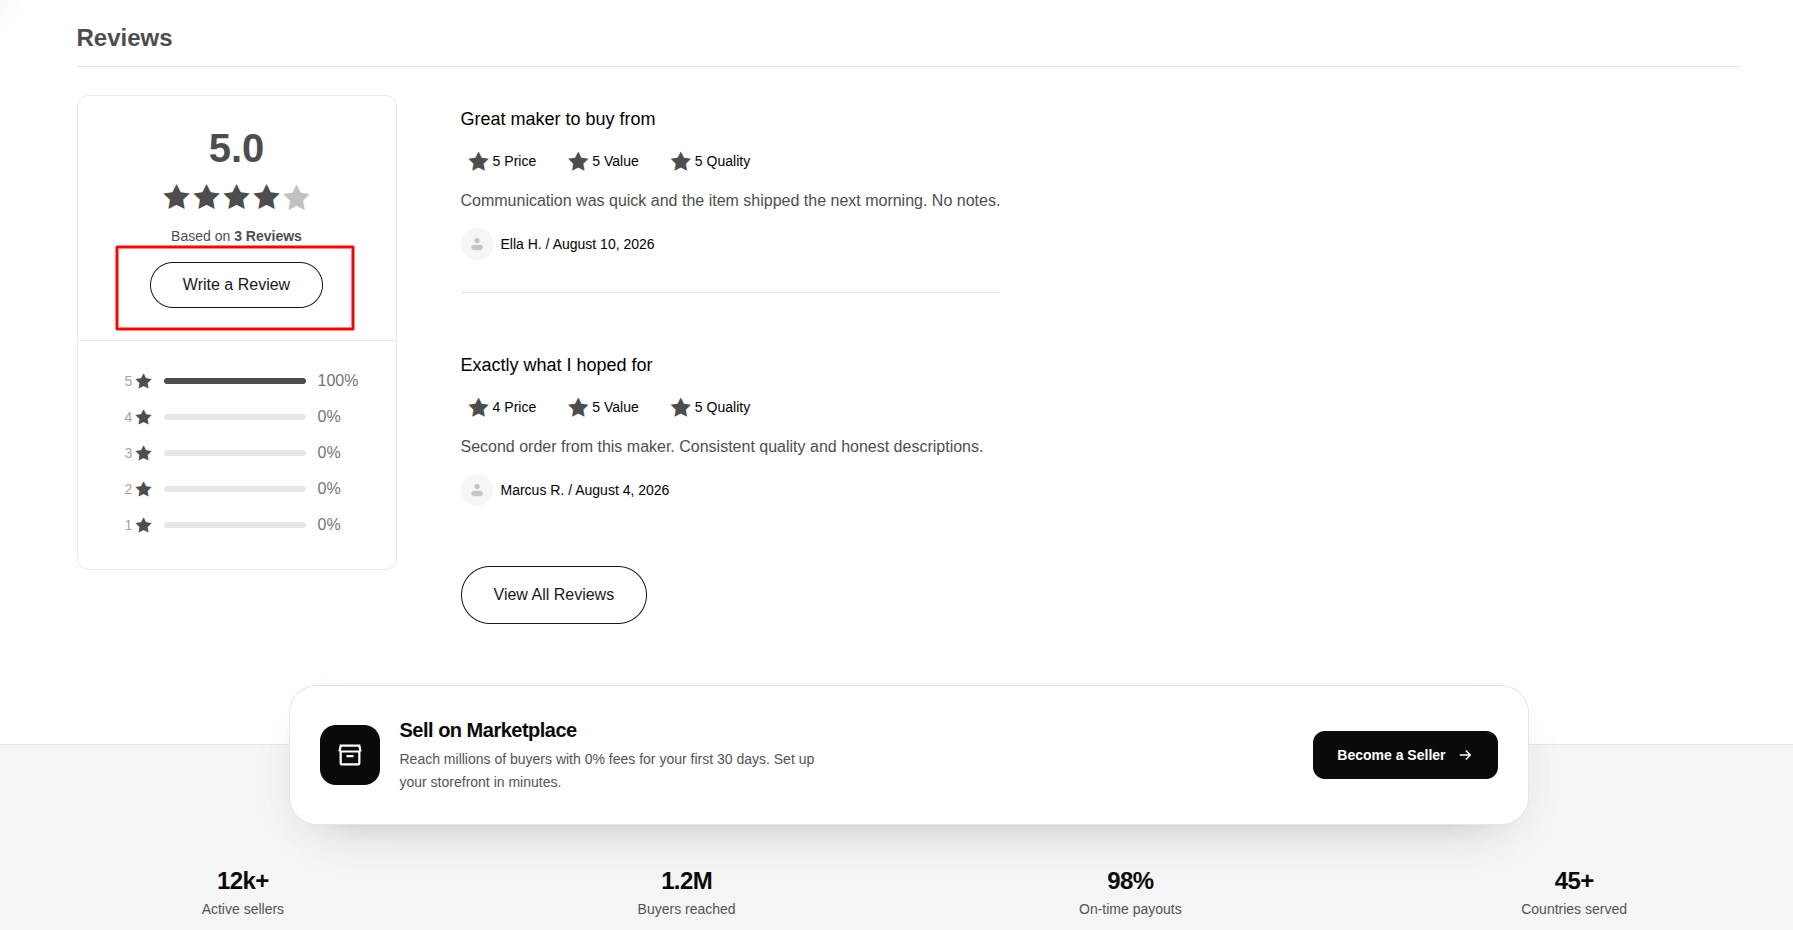 Reviews
5.0
Based on 3 Reviews
Write a Review
5 100%
4 0%
3 0%
2 0%
1 0%
Great maker to buy from
5 Price 5 Value 5 Quality
Communication was quick and the item shipped the next morning. No notes.
Ella H. / August 10, 2026
Exactly what I hoped for
4 Price 5 Value 5 Quality
Second order from this maker. Consistent quality and honest descriptions.
Marcus R. / August 4, 2026
View All Reviews
Sell on Marketplace
Reach millions of buyers with 0% fees for your first 30 days. Set up
your storefront in minutes.
Become a Seller
12k+
Active sellers
1.2M
Buyers reached
98%
On-time payouts
45+
Countries served